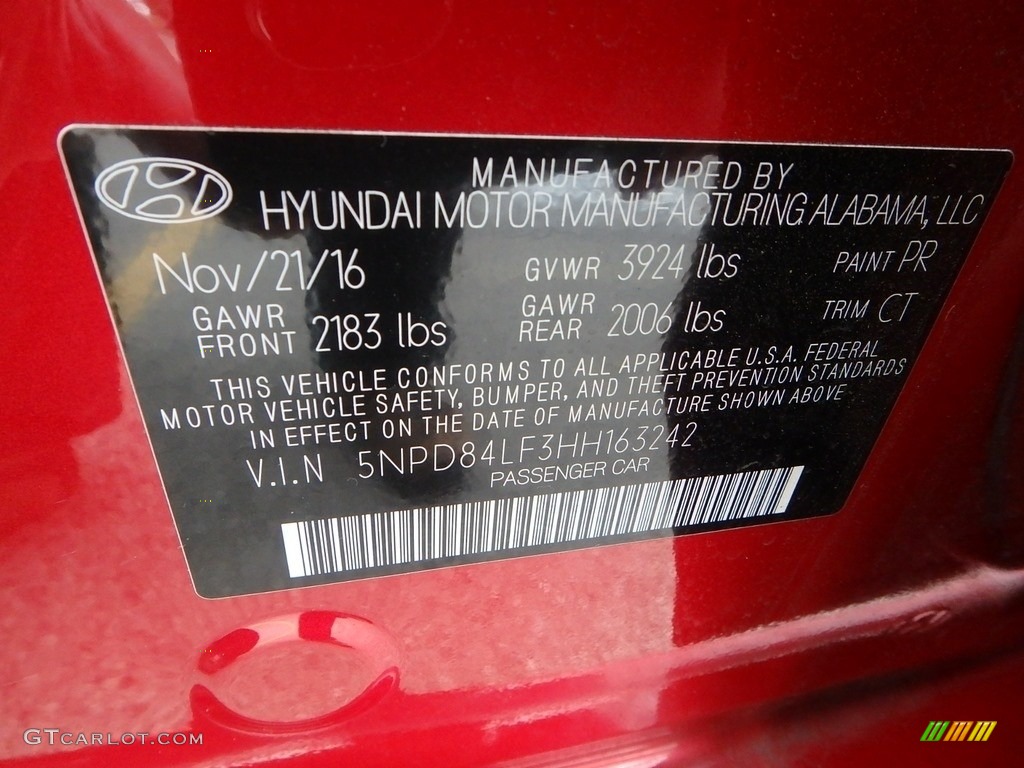 MANUFACTURED BY
HYUNDAI MOTOR MANUFACTURING ALABAMA, LLC
Nov/21/16 GVWR 3924 lbs PAINT PR
GAWR FRONT 2183 lbs GAWR REAR 2006 lbs TRIM CT
THIS VEHICLE CONFORMS TO ALL APPLICABLE U.S.A. FEDERAL
MOTOR VEHICLE SAFETY, BUMPER, AND THEFT PREVENTION STANDARDS
IN EFFECT ON THE DATE OF MANUFACTURE SHOWN ABOVE
V.I.N 5NPD84LF3HH163242
PASSENGER CAR
GTCARLOT.COM